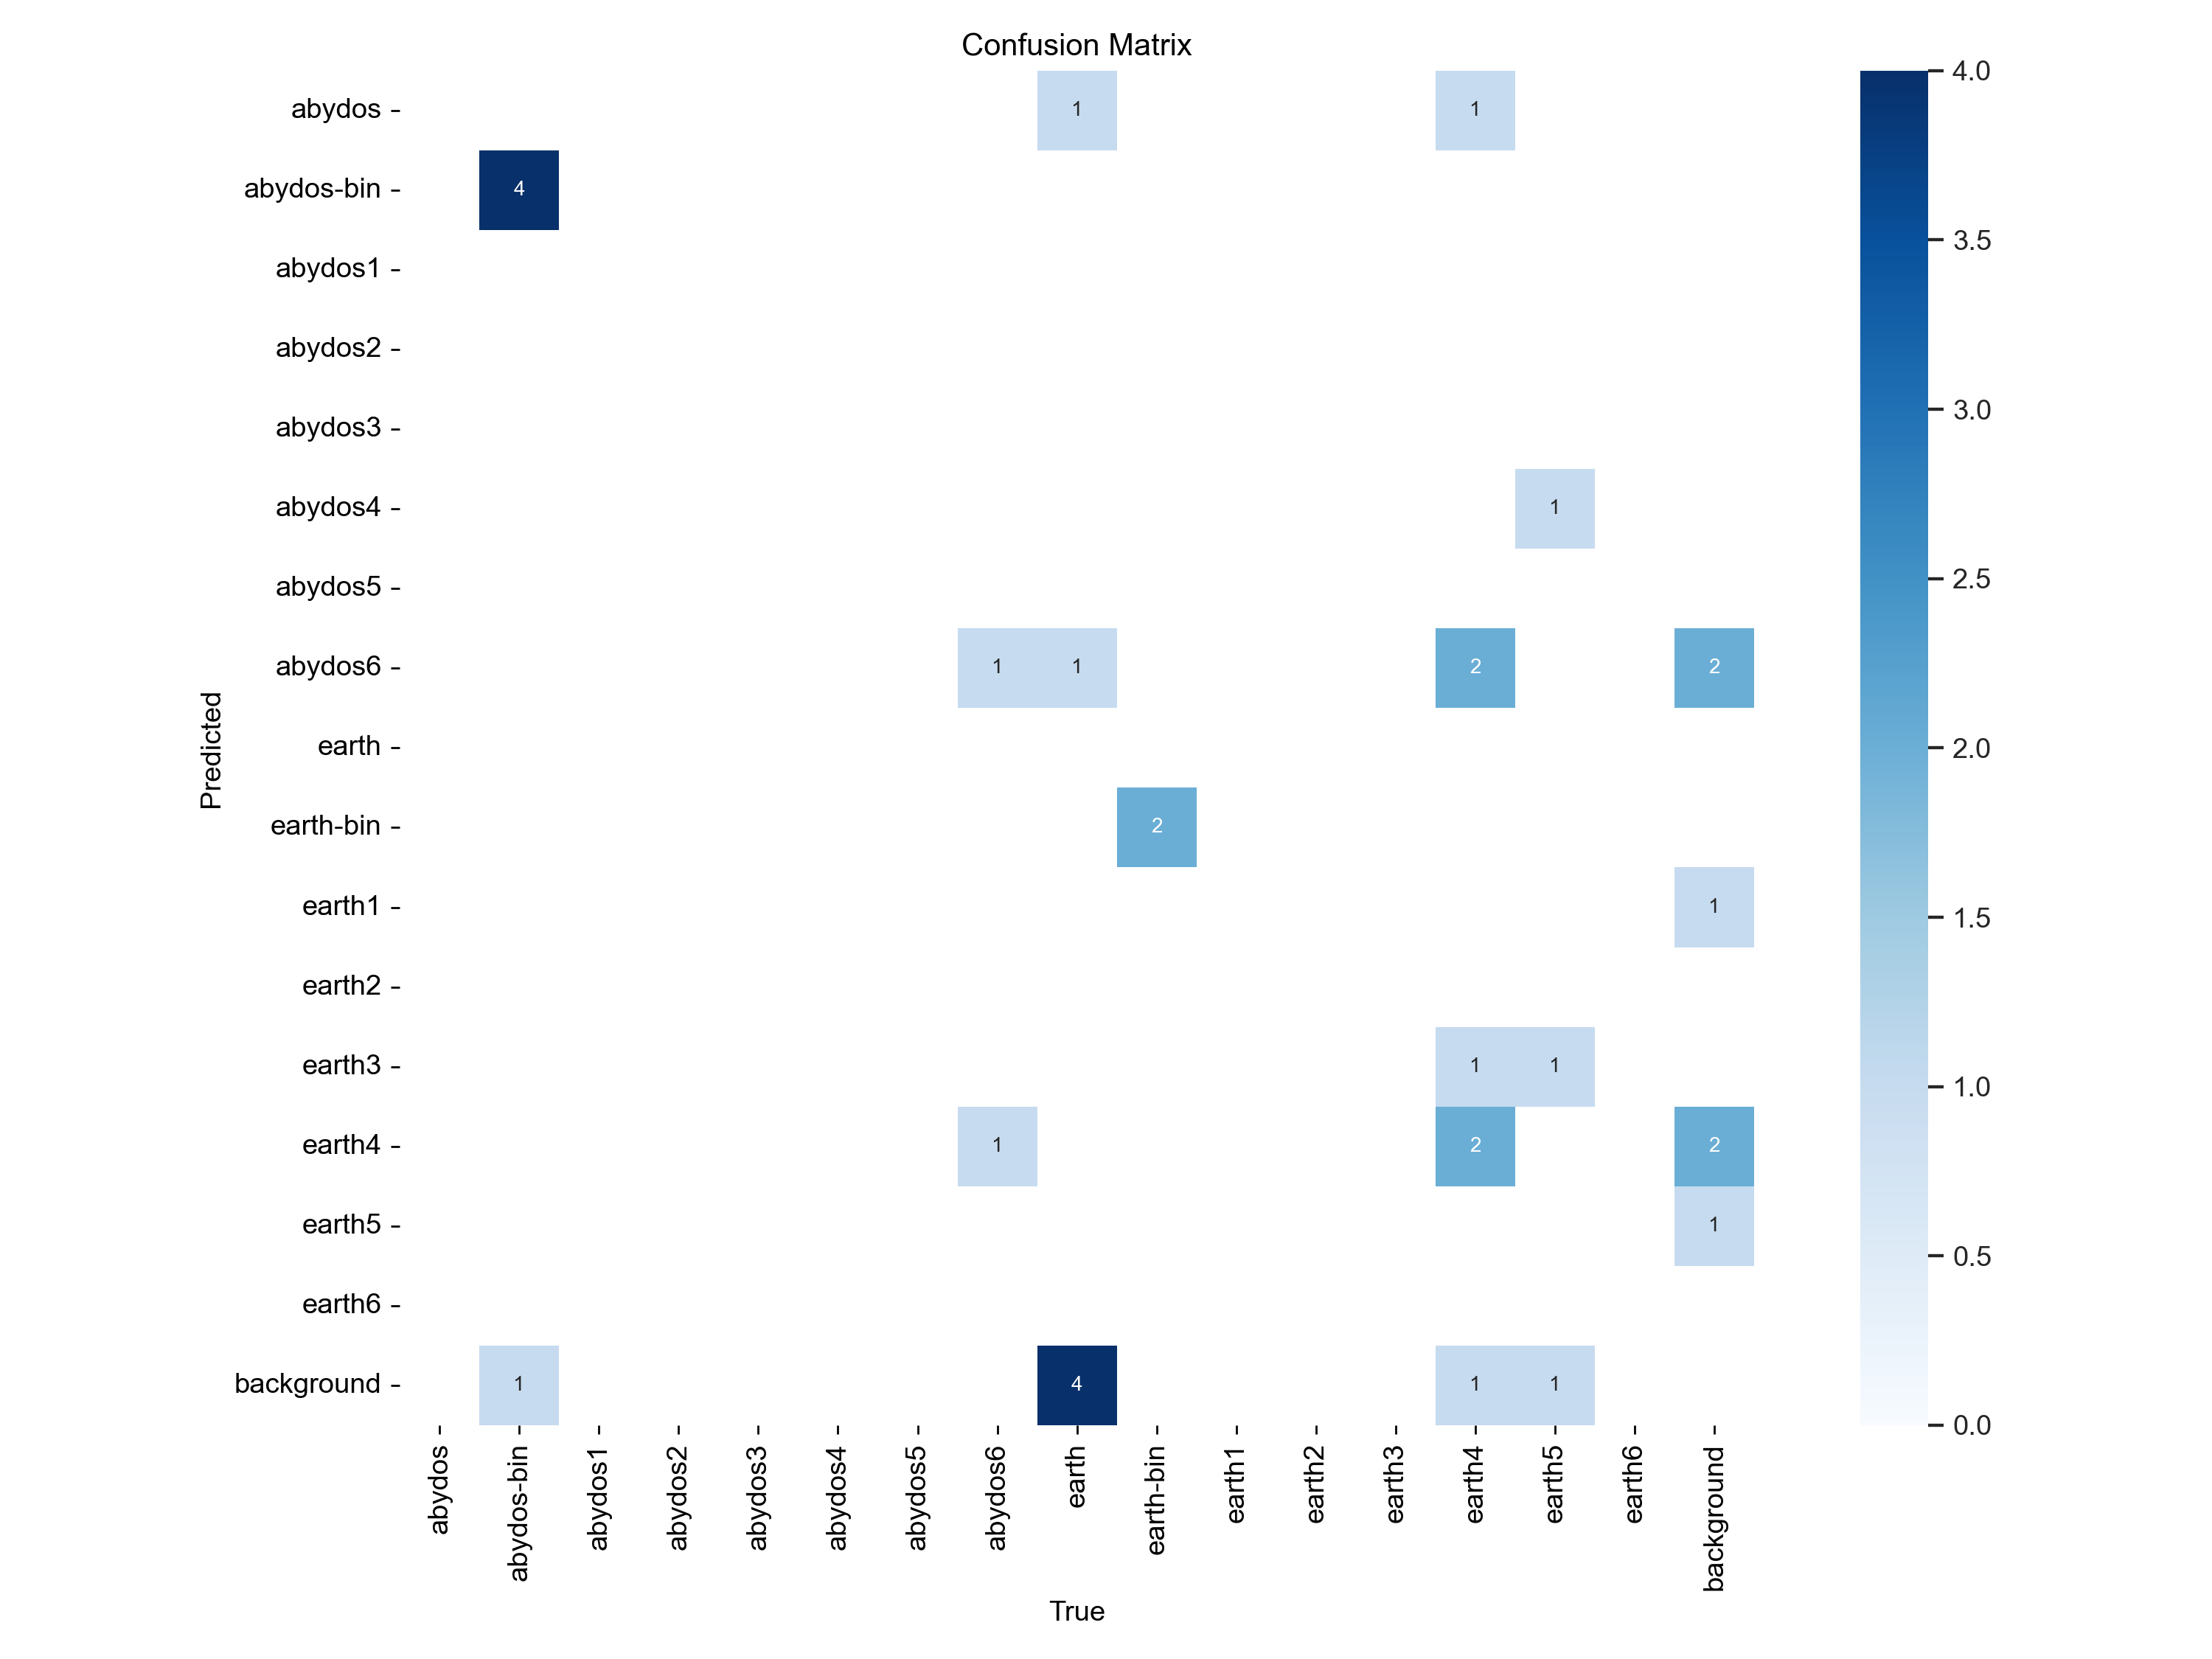 Confusion Matrix
abydos
1 1
abydos-bin
4
abydos1
abydos2
abydos3
abydos4
1
abydos5
abydos6
1 1 2 2
earth
earth-bin
2
earth1
1
earth2
earth3
1 1
earth4
1 2 2
earth5
1
earth6
background
1 4 1 1
Predicted
abydos
abydos-bin
abydos1
abydos2
abydos3
abydos4
abydos5
abydos6
earth
earth-bin
earth1
earth2
earth3
earth4
earth5
earth6
background
True
4.0
3.5
3.0
2.5
2.0
1.5
1.0
0.5
0.0